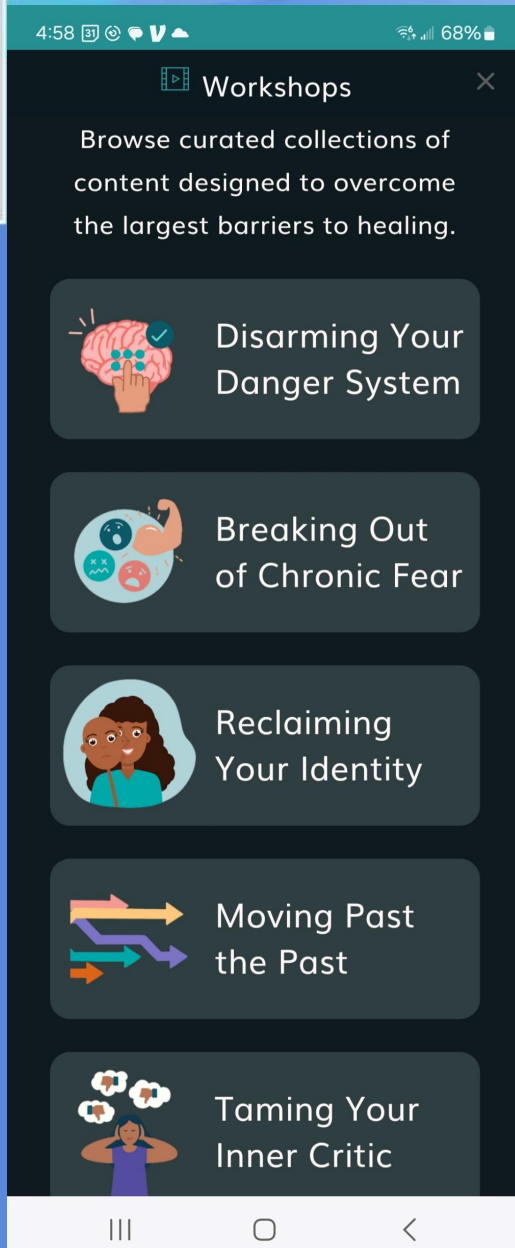 4:58 31 68%
Workshops
Browse curated collections of
content designed to overcome
the largest barriers to healing.
Disarming Your
Danger System
Breaking Out
of Chronic Fear
Reclaiming
Your Identity
Moving Past
the Past
Taming Your
Inner Critic